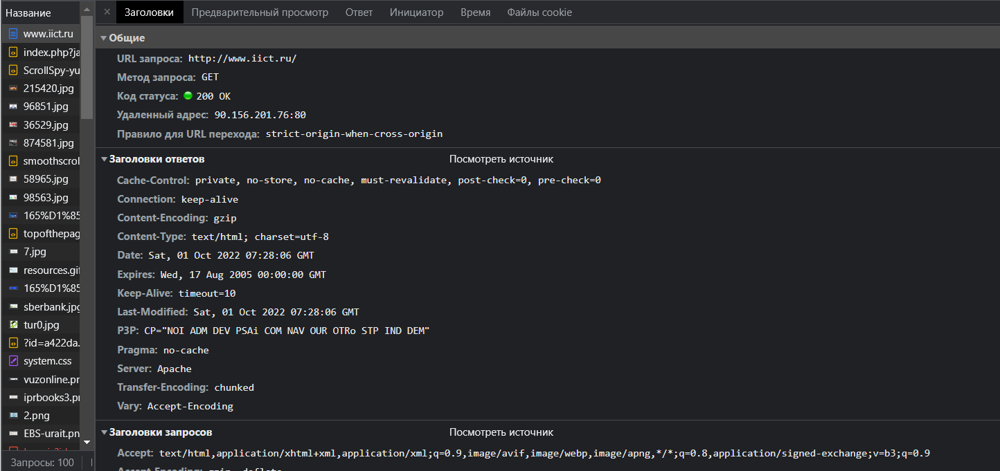 Название
www.iict.ru
index.php?ja
ScrollSpy-yu
215420.jpg
96851.jpg
36529.jpg
874581.jpg
smoothscrol
58965.jpg
98563.jpg
165%D1%85
topofthepag
7.jpg
resources.gif
165%D1%85
sberbank.jpg
tur0.jpg
?id=a422da.
system.css
vuzonline.pr
iprbooks3.pr
2.png
EBS-urait.pn
Запросы: 100
× Заголовки Предварительный просмотр Ответ Инициатор Время Файлы cookie
Общие
URL запроса: http://www.iict.ru/
Метод запроса: GET
Код статуса: 200 OK
Удаленный адрес: 90.156.201.76:80
Правило для URL перехода: strict-origin-when-cross-origin
Заголовки ответов Посмотреть источник
Cache-Control: private, no-store, no-cache, must-revalidate, post-check=0, pre-check=0
Connection: keep-alive
Content-Encoding: gzip
Content-Type: text/html; charset=utf-8
Date: Sat, 01 Oct 2022 07:28:06 GMT
Expires: Wed, 17 Aug 2005 00:00:00 GMT
Keep-Alive: timeout=10
Last-Modified: Sat, 01 Oct 2022 07:28:06 GMT
P3P: CP="NOI ADM DEV PSAi COM NAV OUR OTRo STP IND DEM"
Pragma: no-cache
Server: Apache
Transfer-Encoding: chunked
Vary: Accept-Encoding
Заголовки запросов Посмотреть источник
Accept: text/html,application/xhtml+xml,application/xml;q=0.9,image/avif,image/webp,image/apng,*/*;q=0.8,application/signed-exchange;v=b3;q=0.9
Accept-Encoding: gzip, deflate